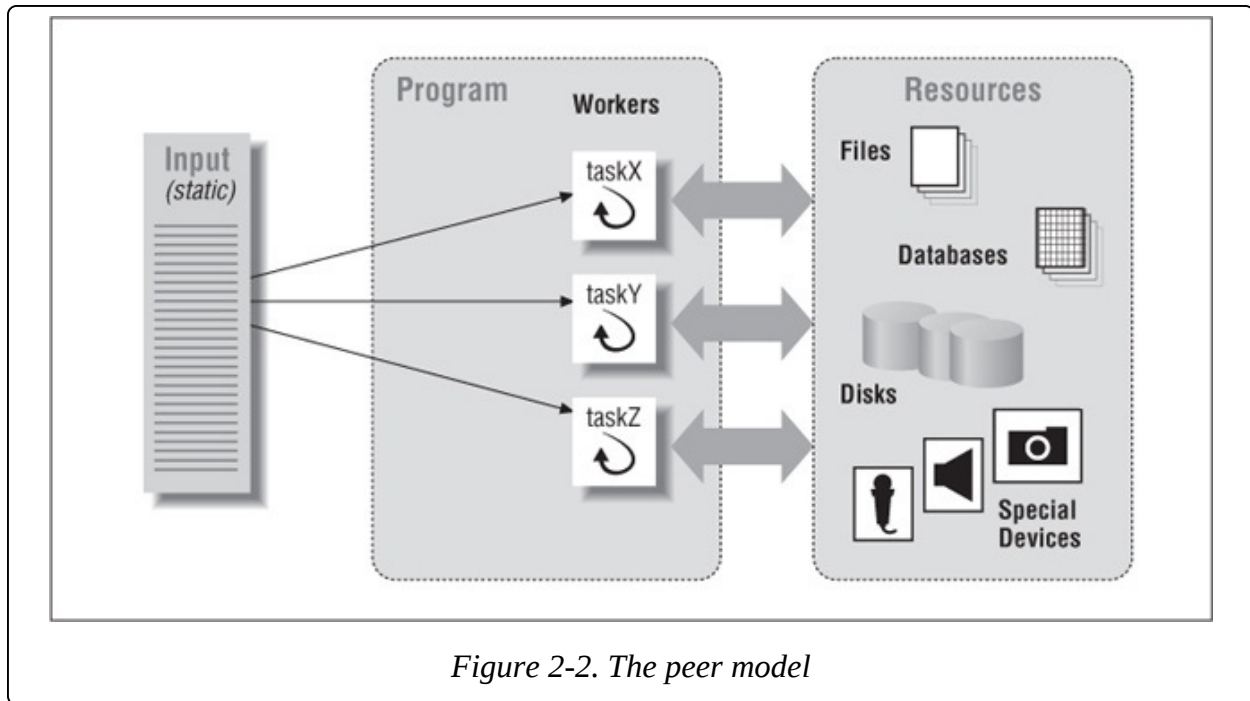 Program
Workers
Resources
Input
(static)
taskX
taskY
taskZ
Files
Databases
Disks
Special
Devices
Figure 2-2. The peer model